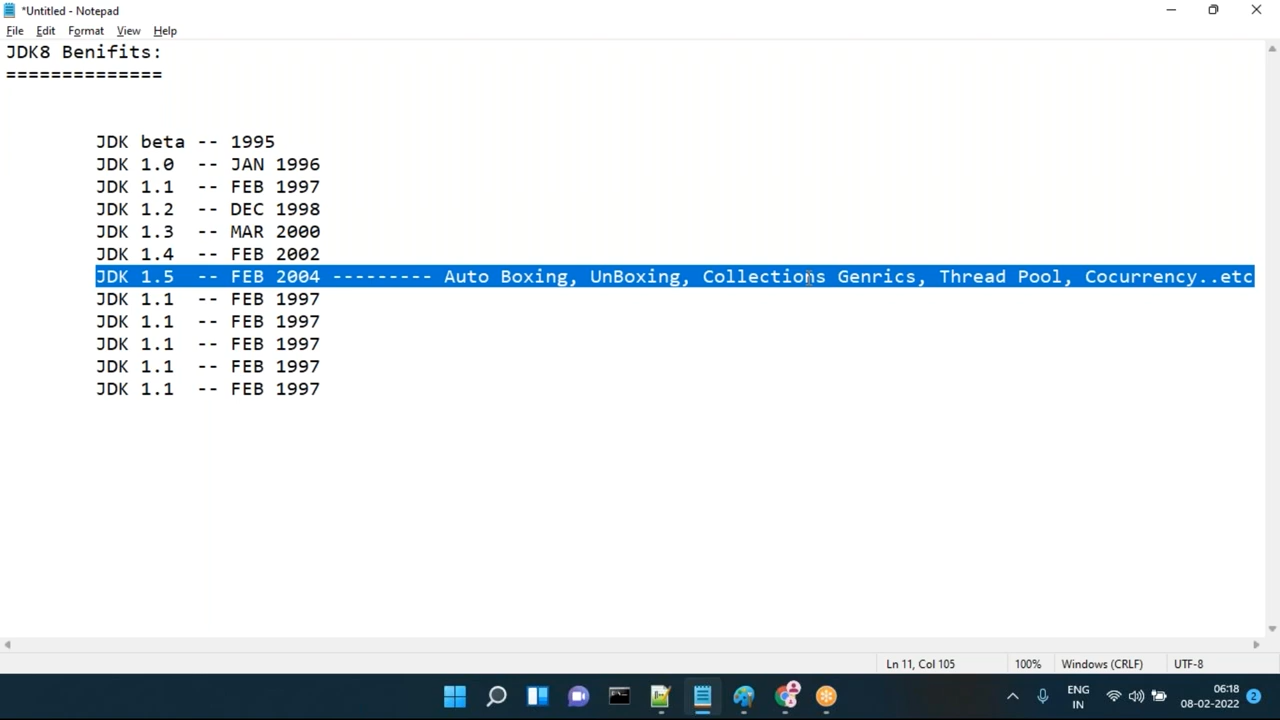 *Untitled - Notepad
File Edit Format View Help
JDK8 Benifits:
==============
JDK beta -- 1995
JDK 1.0 -- JAN 1996
JDK 1.1 -- FEB 1997
JDK 1.2 -- DEC 1998
JDK 1.3 -- MAR 2000
JDK 1.4 -- FEB 2002
JDK 1.5 -- FEB 2004 --------- Auto Boxing, UnBoxing, Collections Genrics, Thread Pool, Cocurrency..etc
JDK 1.1 -- FEB 1997
JDK 1.1 -- FEB 1997
JDK 1.1 -- FEB 1997
JDK 1.1 -- FEB 1997
JDK 1.1 -- FEB 1997
Ln 11, Col 105 100% Windows (CRLF) UTF-8
ENG 06:18
IN 08-02-2022 2